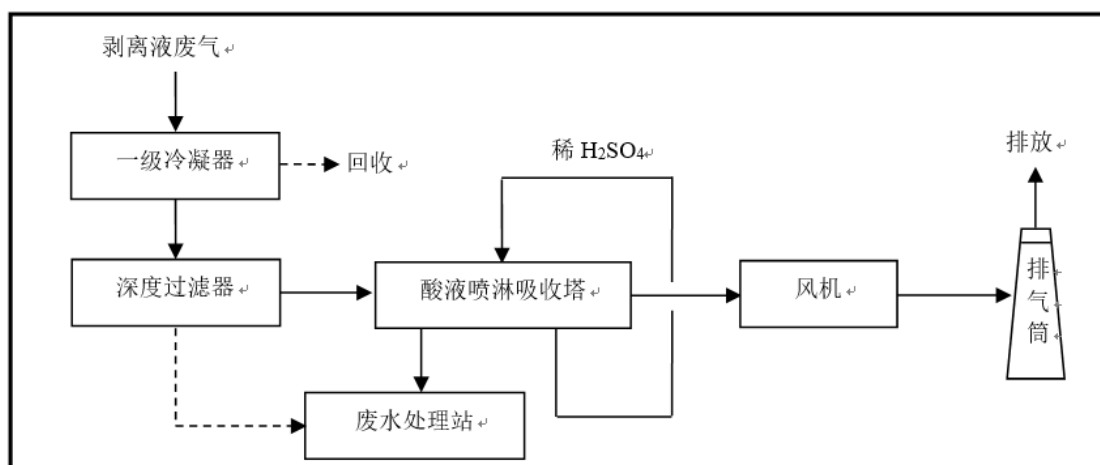 剥离液废气
一级冷凝器
回收
稀 H₂SO₄
排放
深度过滤器
酸液喷淋吸收塔
风机
排
气
筒
废水处理站